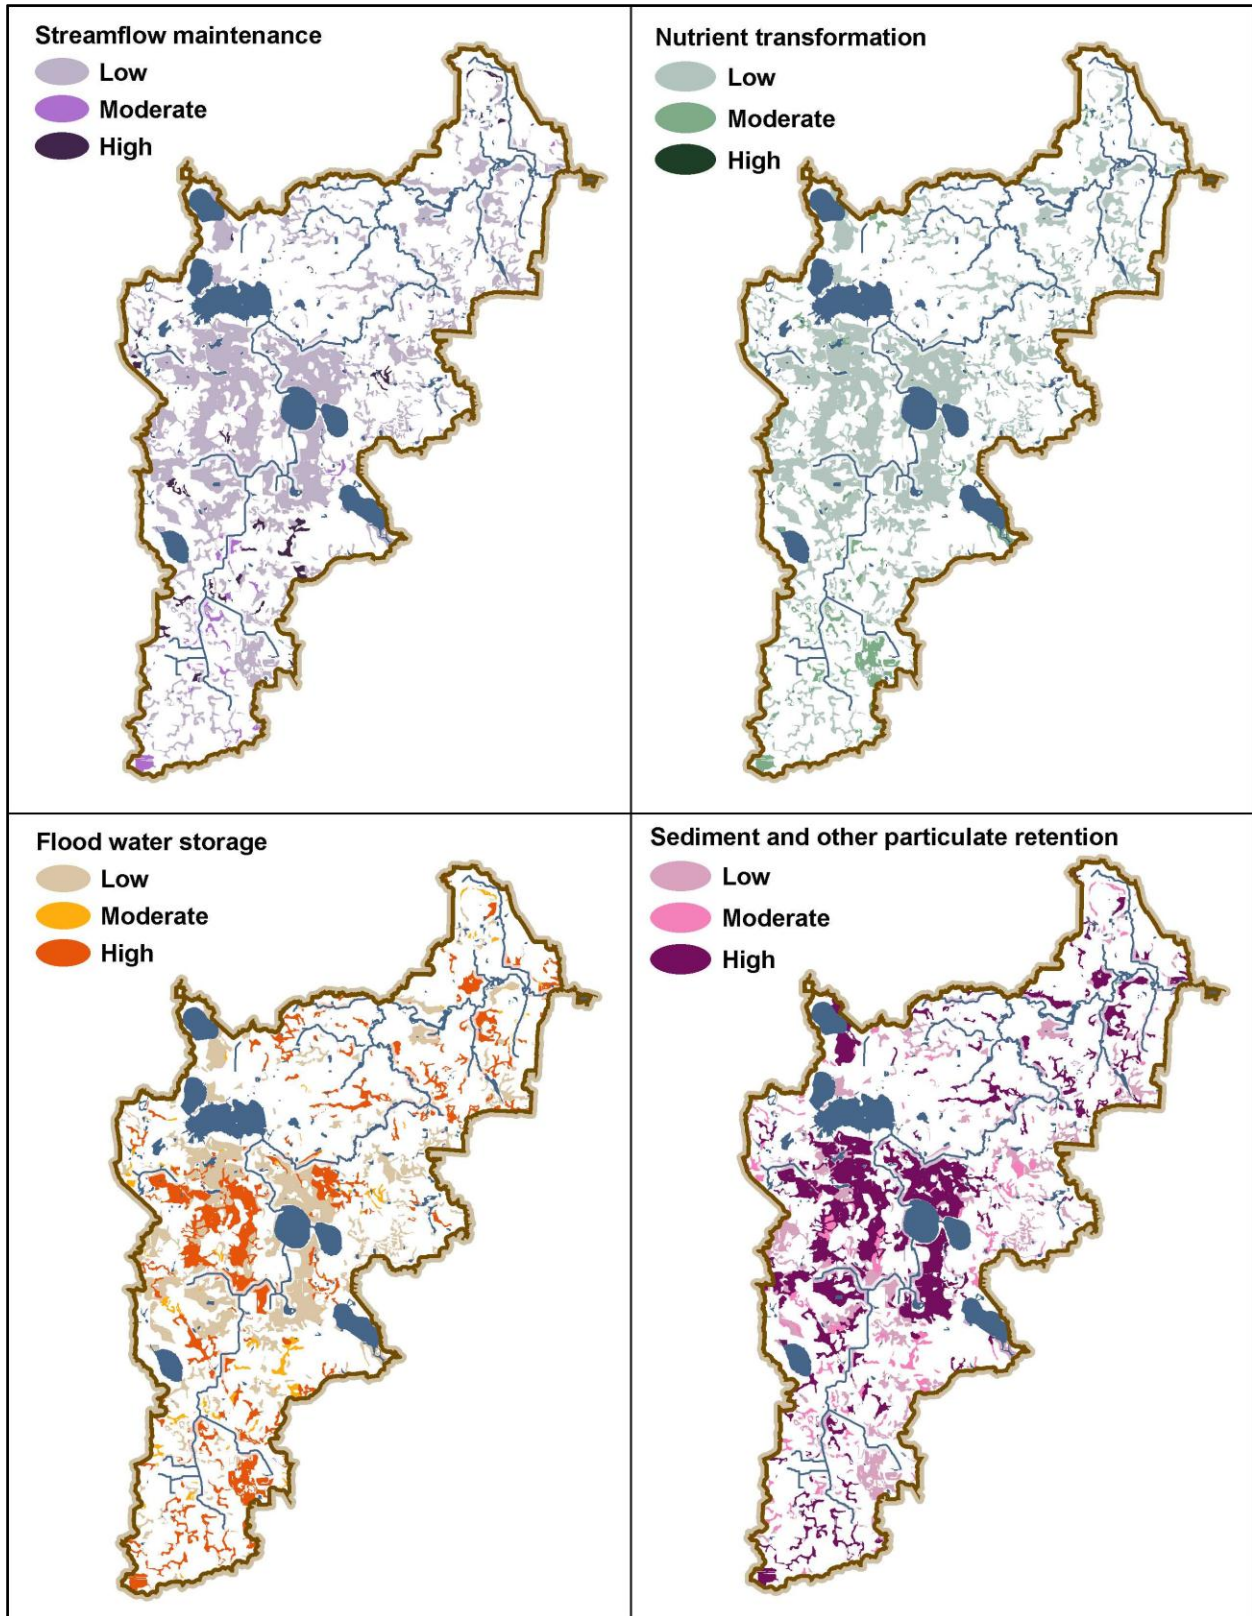 Streamflow maintenance
Low
Moderate
High
Nutrient transformation
Low
Moderate
High
Flood water storage
Low
Moderate
High
Sediment and other particulate retention
Low
Moderate
High